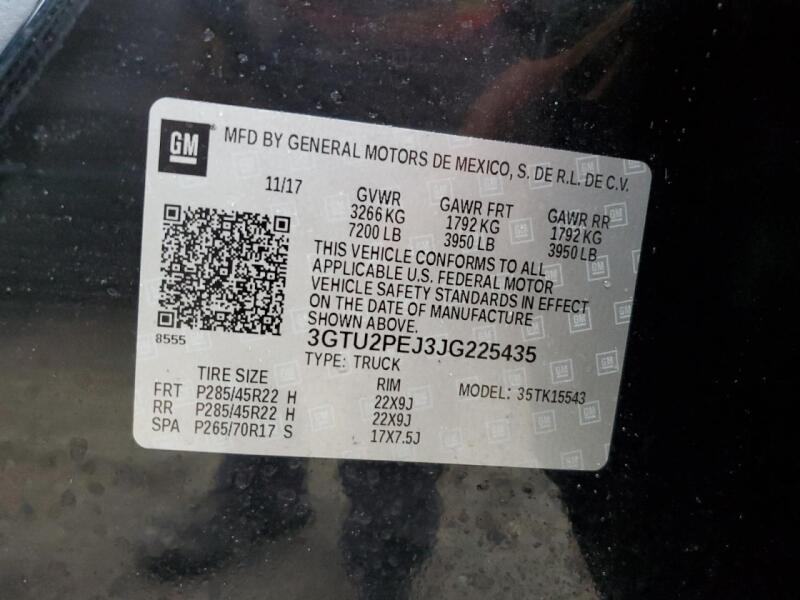 GM
MFD BY GENERAL MOTORS DE MEXICO, S. DE R.L. DE C.V.
11/17 GVWR GAWR FRT GAWR RR
3266 KG 1792 KG 1792 KG
7200 LB 3950 LB 3950 LB
THIS VEHICLE CONFORMS TO ALL
APPLICABLE U.S. FEDERAL MOTOR
VEHICLE SAFETY STANDARDS IN EFFECT
ON THE DATE OF MANUFACTURE
SHOWN ABOVE.
8555
3GTU2PEJ3JG225435
TYPE: TRUCK
TIRE SIZE RIM MODEL: 35TK15543
FRT P285/45R22 H 22X9J
RR P285/45R22 H 22X9J
SPA P265/70R17 S 17X7.5J